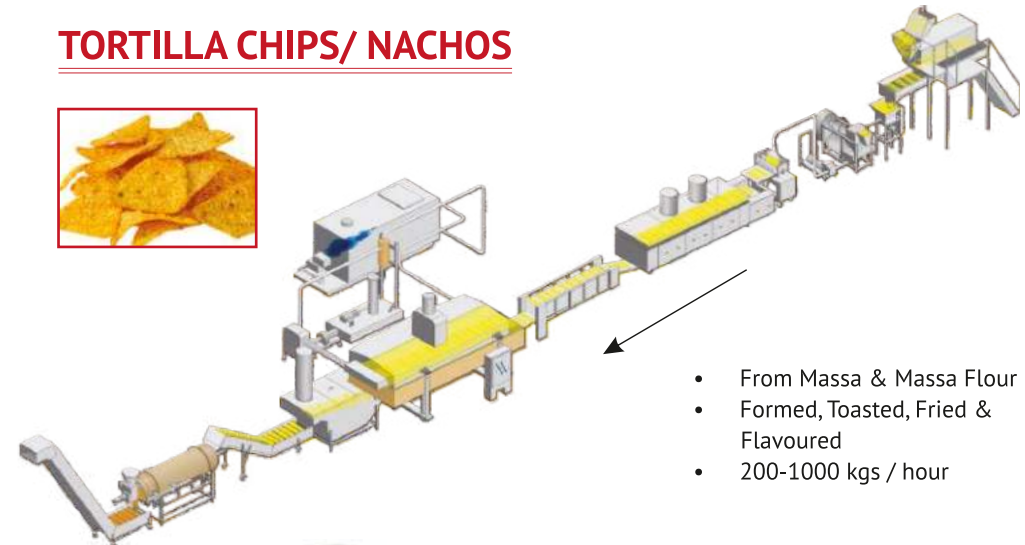 TORTILLA CHIPS/ NACHOS
• From Massa & Massa Flour
• Formed, Toasted, Fried &
Flavoured
• 200-1000 kgs / hour